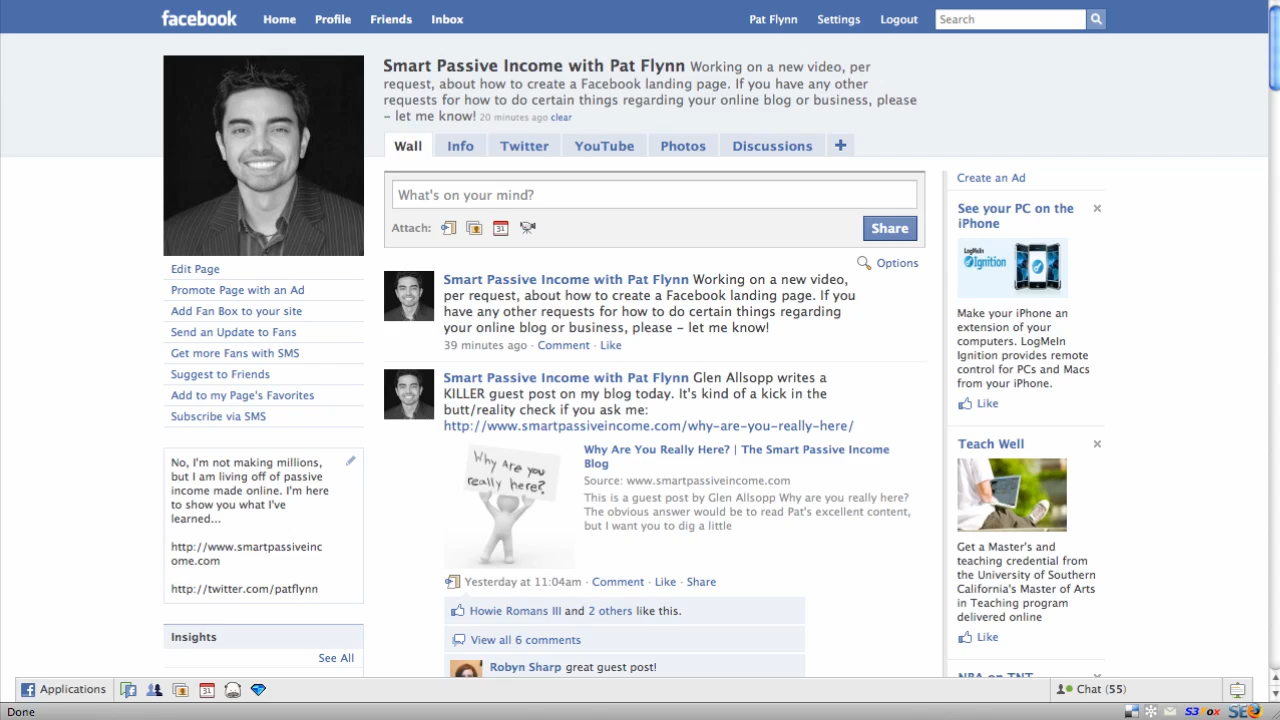 facebook Home Profile Friends Inbox Pat Flynn Settings Logout Search
Smart Passive Income with Pat Flynn Working on a new video, per
request, about how to create a Facebook landing page. If you have any other
requests for how to do certain things regarding your online blog or business, please
– let me know! 20 minutes ago clear
Wall Info Twitter YouTube Photos Discussions +
What's on your mind?
Attach: 31 Share
Options
Edit Page
Promote Page with an Ad
Add Fan Box to your site
Send an Update to Fans
Get more Fans with SMS
Suggest to Friends
Add to my Page's Favorites
Subscribe via SMS
No, I'm not making millions,
but I am living off of passive
income made online. I'm here
to show you what I've
learned...
http://www.smartpassiveinc
ome.com
http://twitter.com/patflynn
Insights
See All
Smart Passive Income with Pat Flynn Working on a new video,
per request, about how to create a Facebook landing page. If you
have any other requests for how to do certain things regarding
your online blog or business, please – let me know!
39 minutes ago · Comment · Like
Smart Passive Income with Pat Flynn Glen Allsopp writes a
KILLER guest post on my blog today. It's kind of a kick in the
butt/reality check if you ask me:
http://www.smartpassiveincome.com/why-are-you-really-here/
Why Are you
really here?
Why Are You Really Here? | The Smart Passive Income
Blog
Source: www.smartpassiveincome.com
This is a guest post by Glen Allsopp Why are you really here?
The obvious answer would be to read Pat's excellent content,
but I want you to dig a little
Yesterday at 11:04am · Comment · Like · Share
Howie Romans III and 2 others like this.
View all 6 comments
Robyn Sharp great guest post!
Create an Ad
See your PC on the
iPhone
LogMeIn
Ignition
Make your iPhone an
extension of your
computers. LogMeIn
Ignition provides remote
control for PCs and Macs
from your iPhone.
Like
Teach Well
Get a Master's and
teaching credential from
the University of Southern
California's Master of Arts
in Teaching program
delivered online
Like
NBA on TNT
Applications 31 Chat (55)
Done S3 Fox SEO